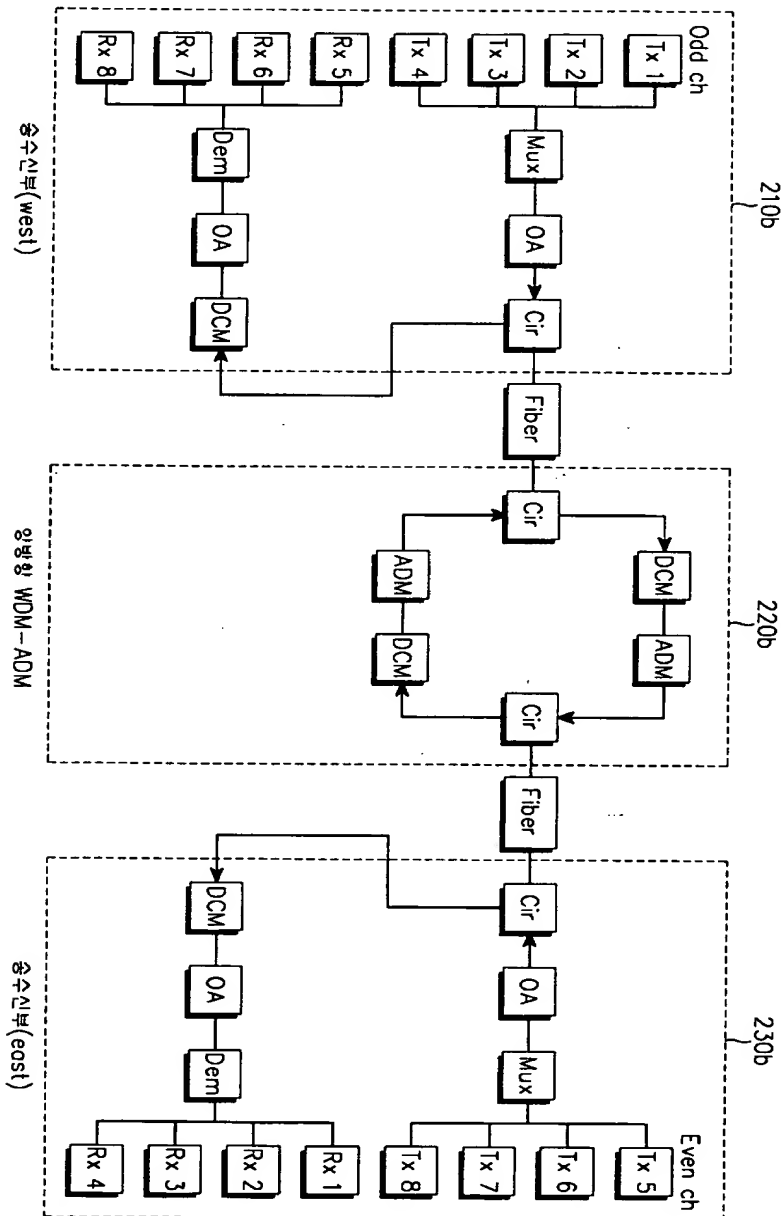 210b
Odd ch
Tx 1
Tx 2
Tx 3
Tx 4
Mux
OA
Cir
Rx 5
Rx 6
Rx 7
Rx 8
Dem
OA
DCM
송수신부(west)
Fiber
220b
DCM
ADM
Cir
Cir
ADM
DCM
양방향 WDM-ADM
Fiber
230b
Even ch
Cir
OA
Mux
Tx 5
Tx 6
Tx 7
Tx 8
DCM
OA
Dem
Rx 1
Rx 2
Rx 3
Rx 4
송수신부(east)